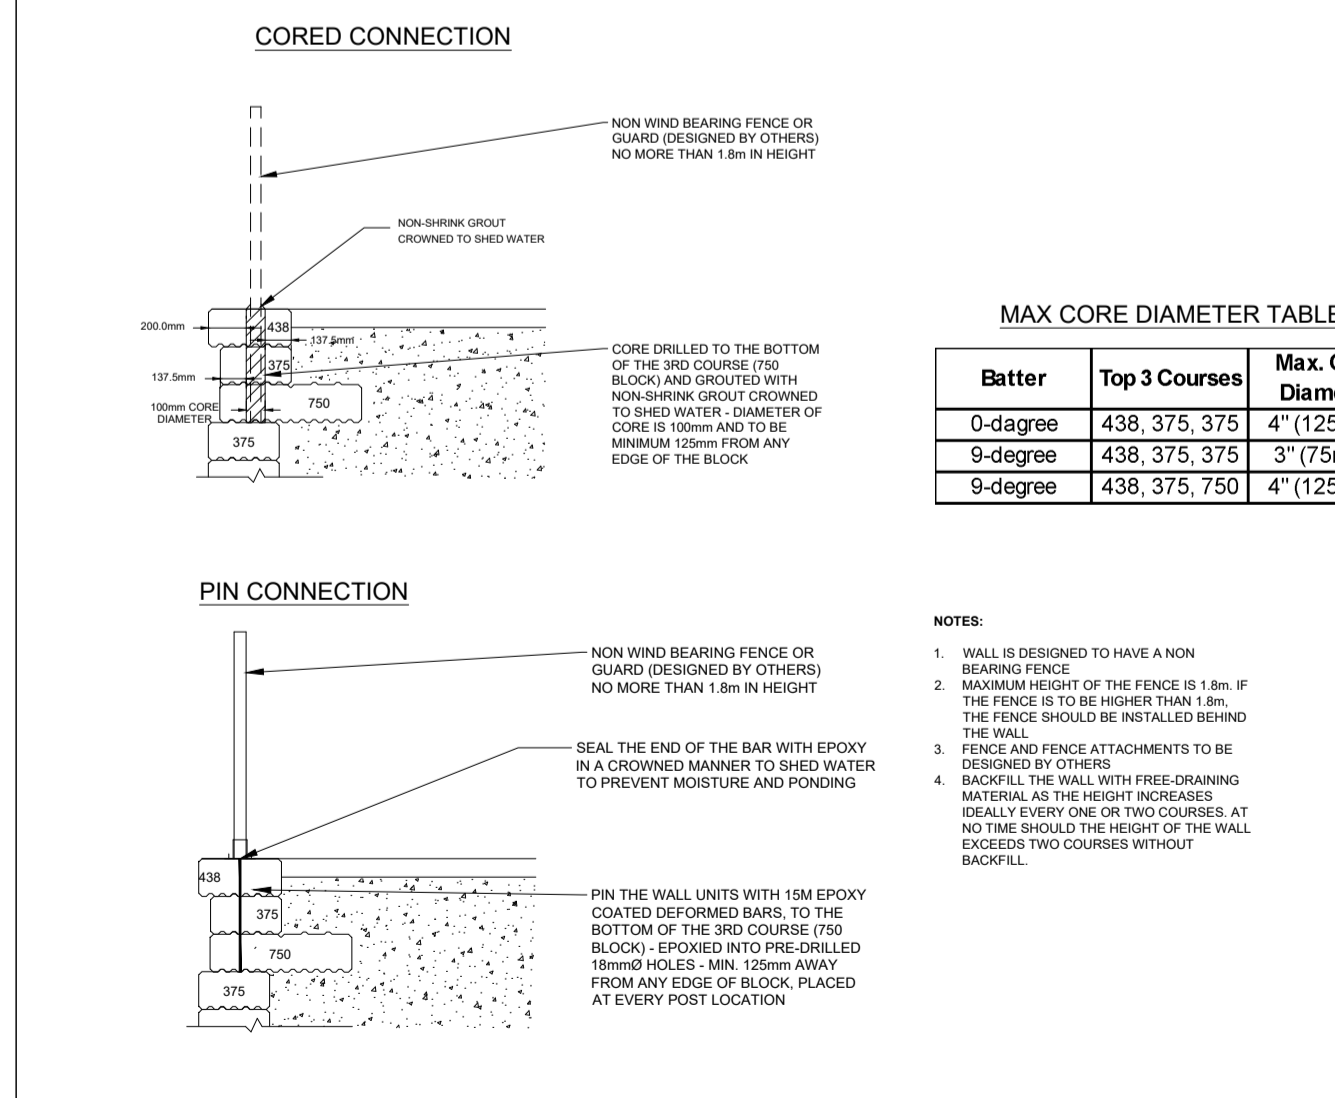 CORED CONNECTION
NON WIND BEARING FENCE OR
GUARD (DESIGNED BY OTHERS)
NO MORE THAN 1.8m IN HEIGHT
NON-SHRINK GROUT
CROWNED TO SHED WATER
200.0mm
438
137.5mm
375
137.5mm
750
100mm CORE
DIAMETER
375
CORE DRILLED TO THE BOTTOM
OF THE 3RD COURSE (750
BLOCK) AND GROUTED WITH
NON-SHRINK GROUT CROWNED
TO SHED WATER - DIAMETER OF
CORE IS 100mm AND TO BE
MINIMUM 125mm FROM ANY
EDGE OF THE BLOCK
MAX CORE DIAMETER TABLE
Batter Top 3 Courses Max.
0-dagree 438, 375, 375 4" (125
9-degree 438, 375, 375 3" (75
9-degree 438, 375, 750 4" (125
PIN CONNECTION
NON WIND BEARING FENCE OR
GUARD (DESIGNED BY OTHERS)
NO MORE THAN 1.8m IN HEIGHT
SEAL THE END OF THE BAR WITH EPOXY
IN A CROWNED MANNER TO SHED WATER
TO PREVENT MOISTURE AND PONDING
438
375
750
375
PIN THE WALL UNITS WITH 15M EPOXY
COATED DEFORMED BARS, TO THE
BOTTOM OF THE 3RD COURSE (750
BLOCK) - EPOXIED INTO PRE-DRILLED
18mmØ HOLES - MIN. 125mm AWAY
FROM ANY EDGE OF BLOCK, PLACED
AT EVERY POST LOCATION
NOTES:
1. WALL IS DESIGNED TO HAVE A NON
BEARING FENCE
2. MAXIMUM HEIGHT OF THE FENCE IS 1.8m. IF
THE FENCE IS TO BE HIGHER THAN 1.8m,
THE FENCE SHOULD BE INSTALLED BEHIND
THE WALL
3. FENCE AND FENCE ATTACHMENTS TO BE
DESIGNED BY OTHERS
4. BACKFILL THE WALL WITH FREE-DRAINING
MATERIAL AS THE HEIGHT INCREASES
IDEALLY EVERY ONE OR TWO COURSES. AT
NO TIME SHOULD THE HEIGHT OF THE WALL
EXCEEDS TWO COURSES WITHOUT
BACKFILL.